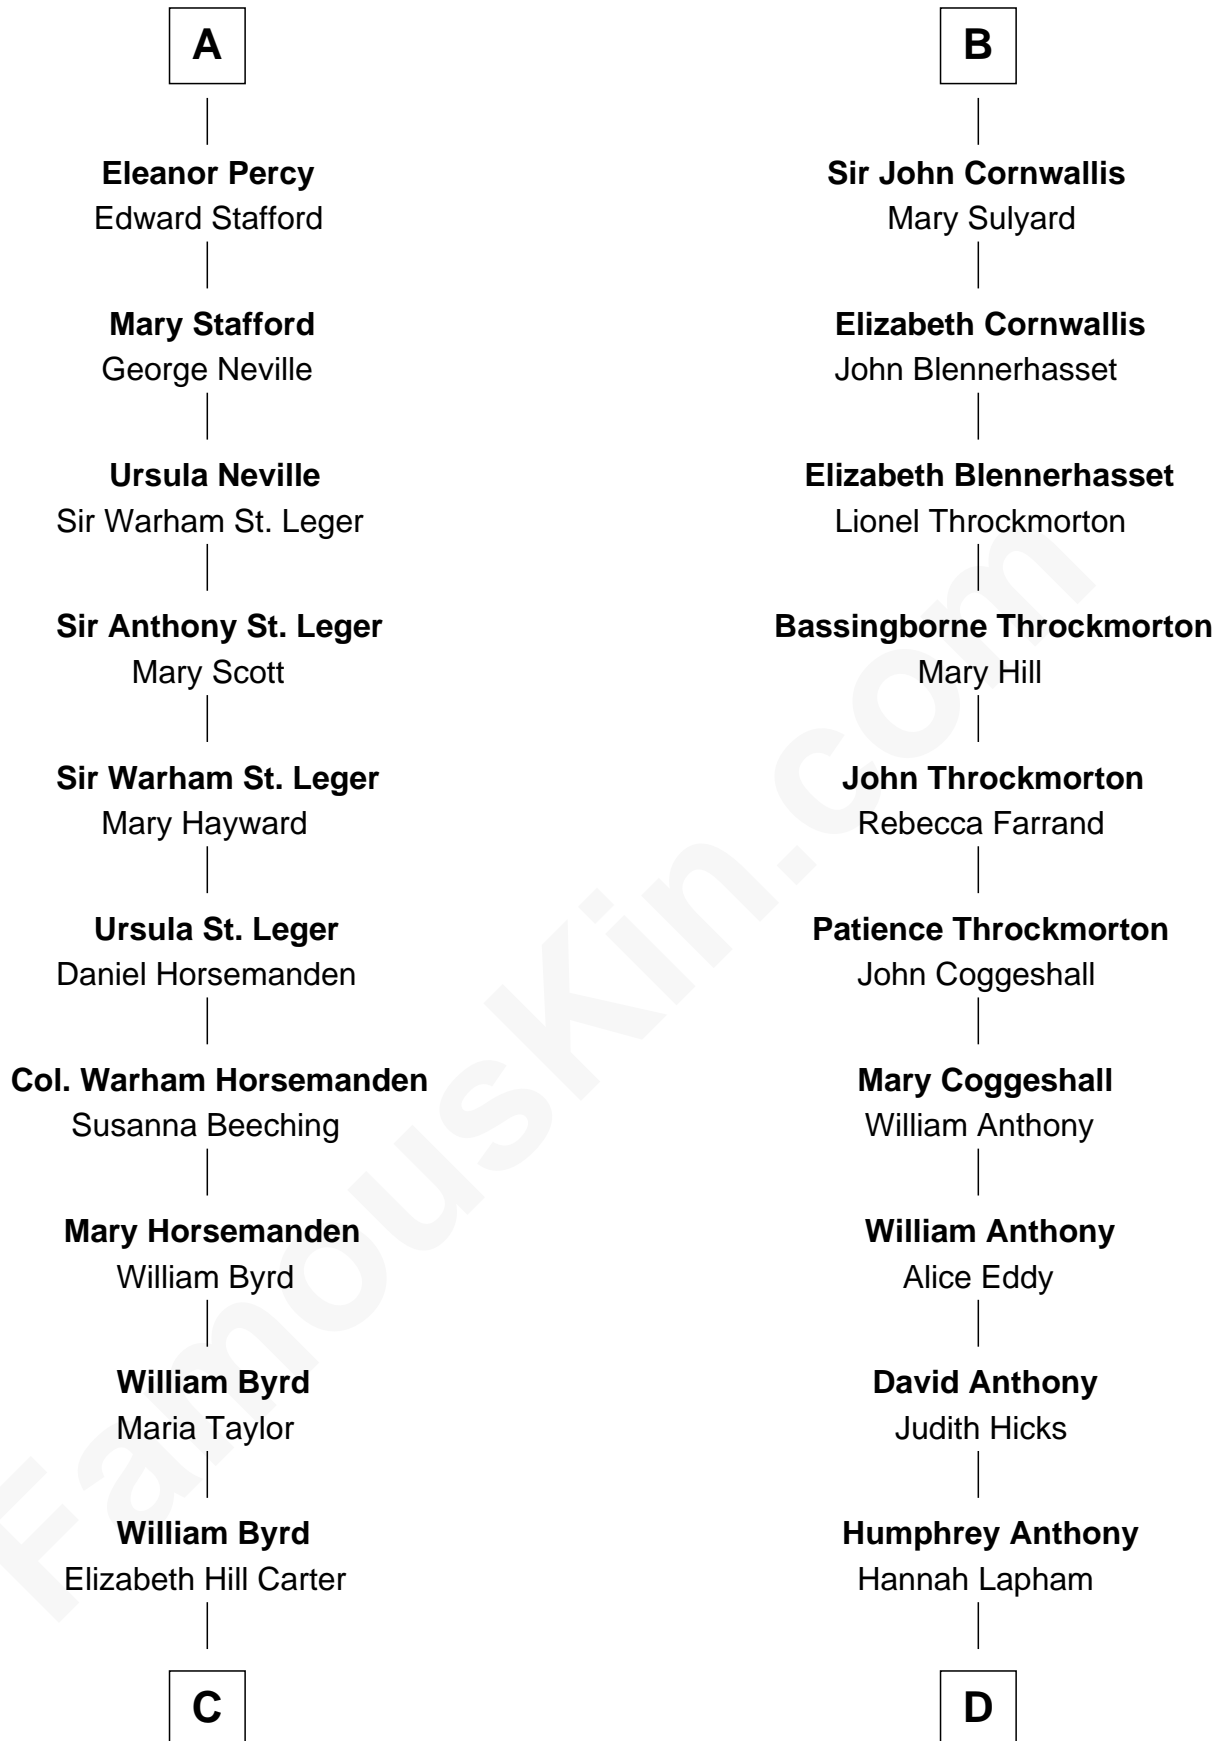 A
Eleanor Percy
Edward Stafford
Mary Stafford
George Neville
Ursula Neville
Sir Warham St. Leger
Sir Anthony St. Leger
Mary Scott
Sir Warham St. Leger
Mary Hayward
Ursula St. Leger
Daniel Horsemanden
Col. Warham Horsemanden
Susanna Beeching
Mary Horsemanden
William Byrd
William Byrd
Maria Taylor
William Byrd
Elizabeth Hill Carter
C
B
Sir John Cornwallis
Mary Sulyard
Elizabeth Cornwallis
John Blennerhasset
Elizabeth Blennerhasset
Lionel Throckmorton
Bassingborne Throckmorton
Mary Hill
John Throckmorton
Rebecca Farrand
Patience Throckmorton
John Coggeshall
Mary Coggeshall
William Anthony
William Anthony
Alice Eddy
David Anthony
Judith Hicks
Humphrey Anthony
Hannah Lapham
D
FamousKin.com